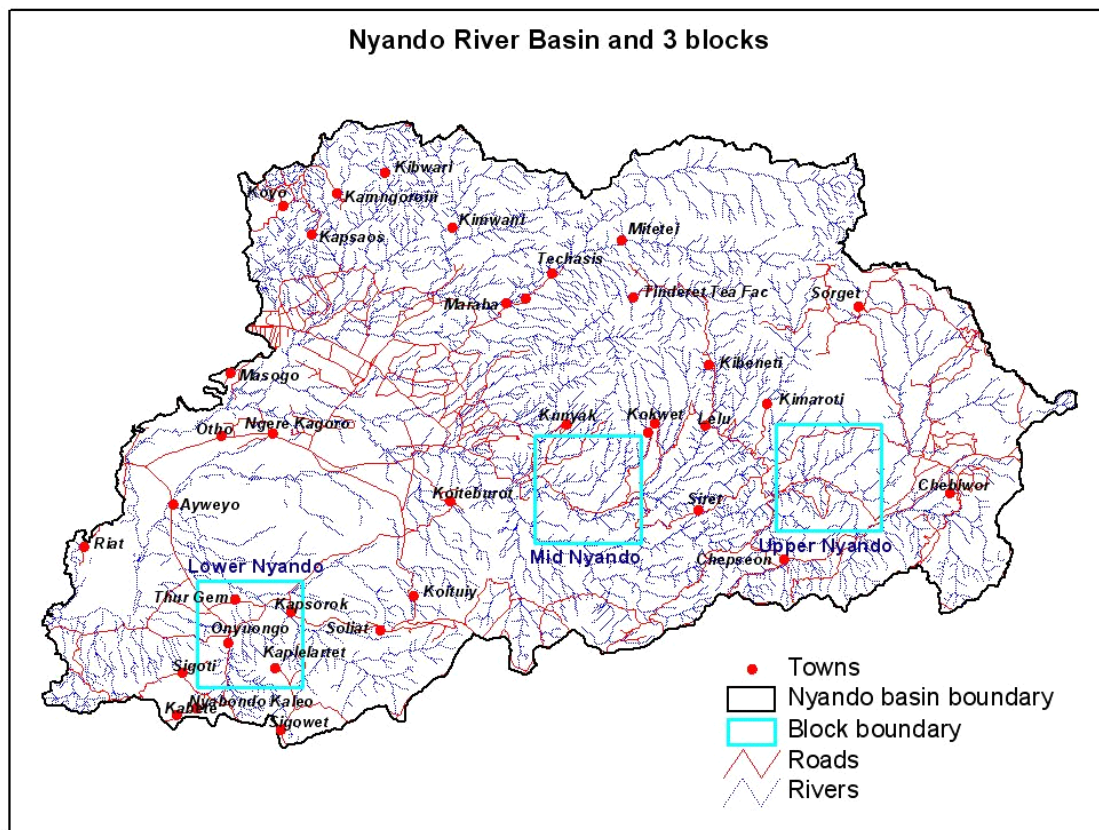 Nyando River Basin and 3 blocks
Kibwari
Koyo
Kamngoroin
Kapsaos
Kimwani
Mitetei
Techasis
Maraba
Tinderet Tea Fac
Sorget
Masogo
Kibeneti
Kimaroti
Otho
Ngere Kagoro
Kunyak
Kokwet
Lelu
Ayweyo
Koiteburot
Siret
Chebiwor
Riat
Mid Nyando
Upper Nyando
Chepseon
Lower Nyando
Thur Gem
Kapsorok
Koituiy
Onyuongo
Soliat
Sigoti
Kaplelartet
Nyabondo Kaleo
Kabete
Sigowet
Towns
Nyando basin boundary
Block boundary
Roads
Rivers